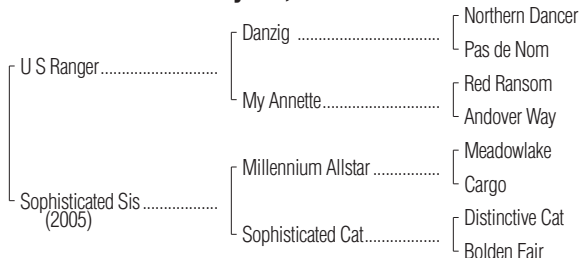 Northern Dancer
Danzig ........................................
Pas de Nom
U S Ranger.................................
Red Ransom
My Annette.................................
Andover Way
Meadowlake
Millennium Allstar ...................
Cargo
Sophisticated Sis .....................
(2005)
Distinctive Cat
Sophisticated Cat.....................
Bolden Fair